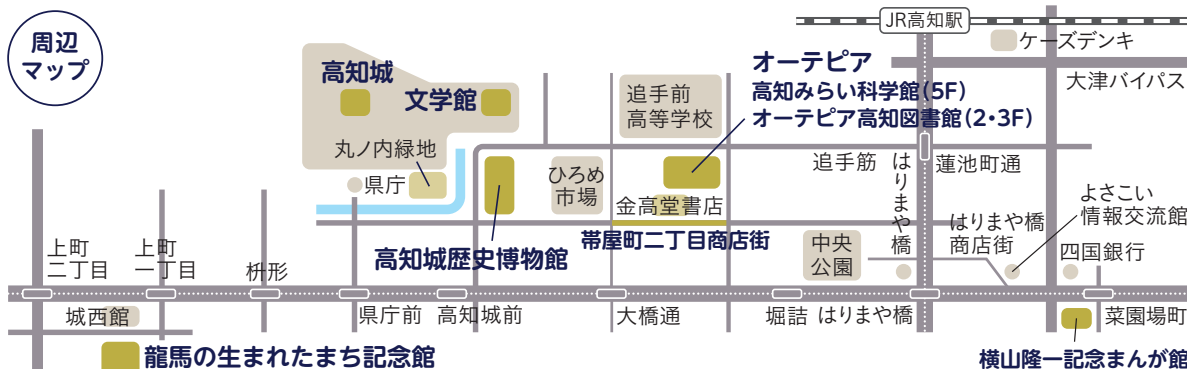 周辺
マップ
JR高知駅
ケーズデンキ
大津バイパス
高知城
文学館
追手前
高等学校
オーテピア
高知みらい科学館(5F)
オーテピア高知図書館(2・3F)
丸ノ内緑地
県庁
ひろめ
市場
金高堂書店
追手筋
はりまや橋
蓮池町通
よさこい
情報交流館
高知城歴史博物館
帯屋町二丁目商店街
中央
公園
はりまや橋
商店街
四国銀行
上町
二丁目
上町
一丁目
枡形
県庁前
高知城前
大橋通
堀詰
はりまや橋
菜園場町
城西館
龍馬の生まれたまち記念館
横山隆一記念まんが館